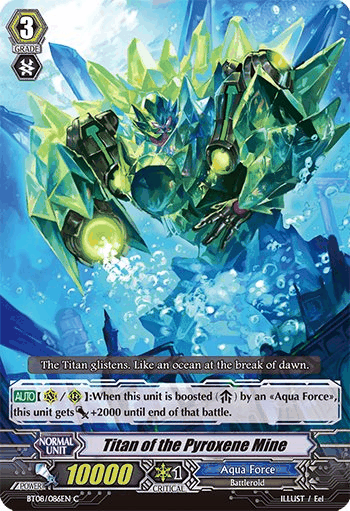 3
GRADE
The Titan glistens. Like an ocean at the break of dawn.
AUTO [ / ]:When this unit is boosted ( ) by an «Aqua Force»,
this unit gets +2000 until end of that battle.
NORMAL UNIT
Titan of the Pyroxene Mine
POWER
10000
1
CRITICAL
Aqua Force
Battleroid
BT08/086EN C
ILLUST / Eel